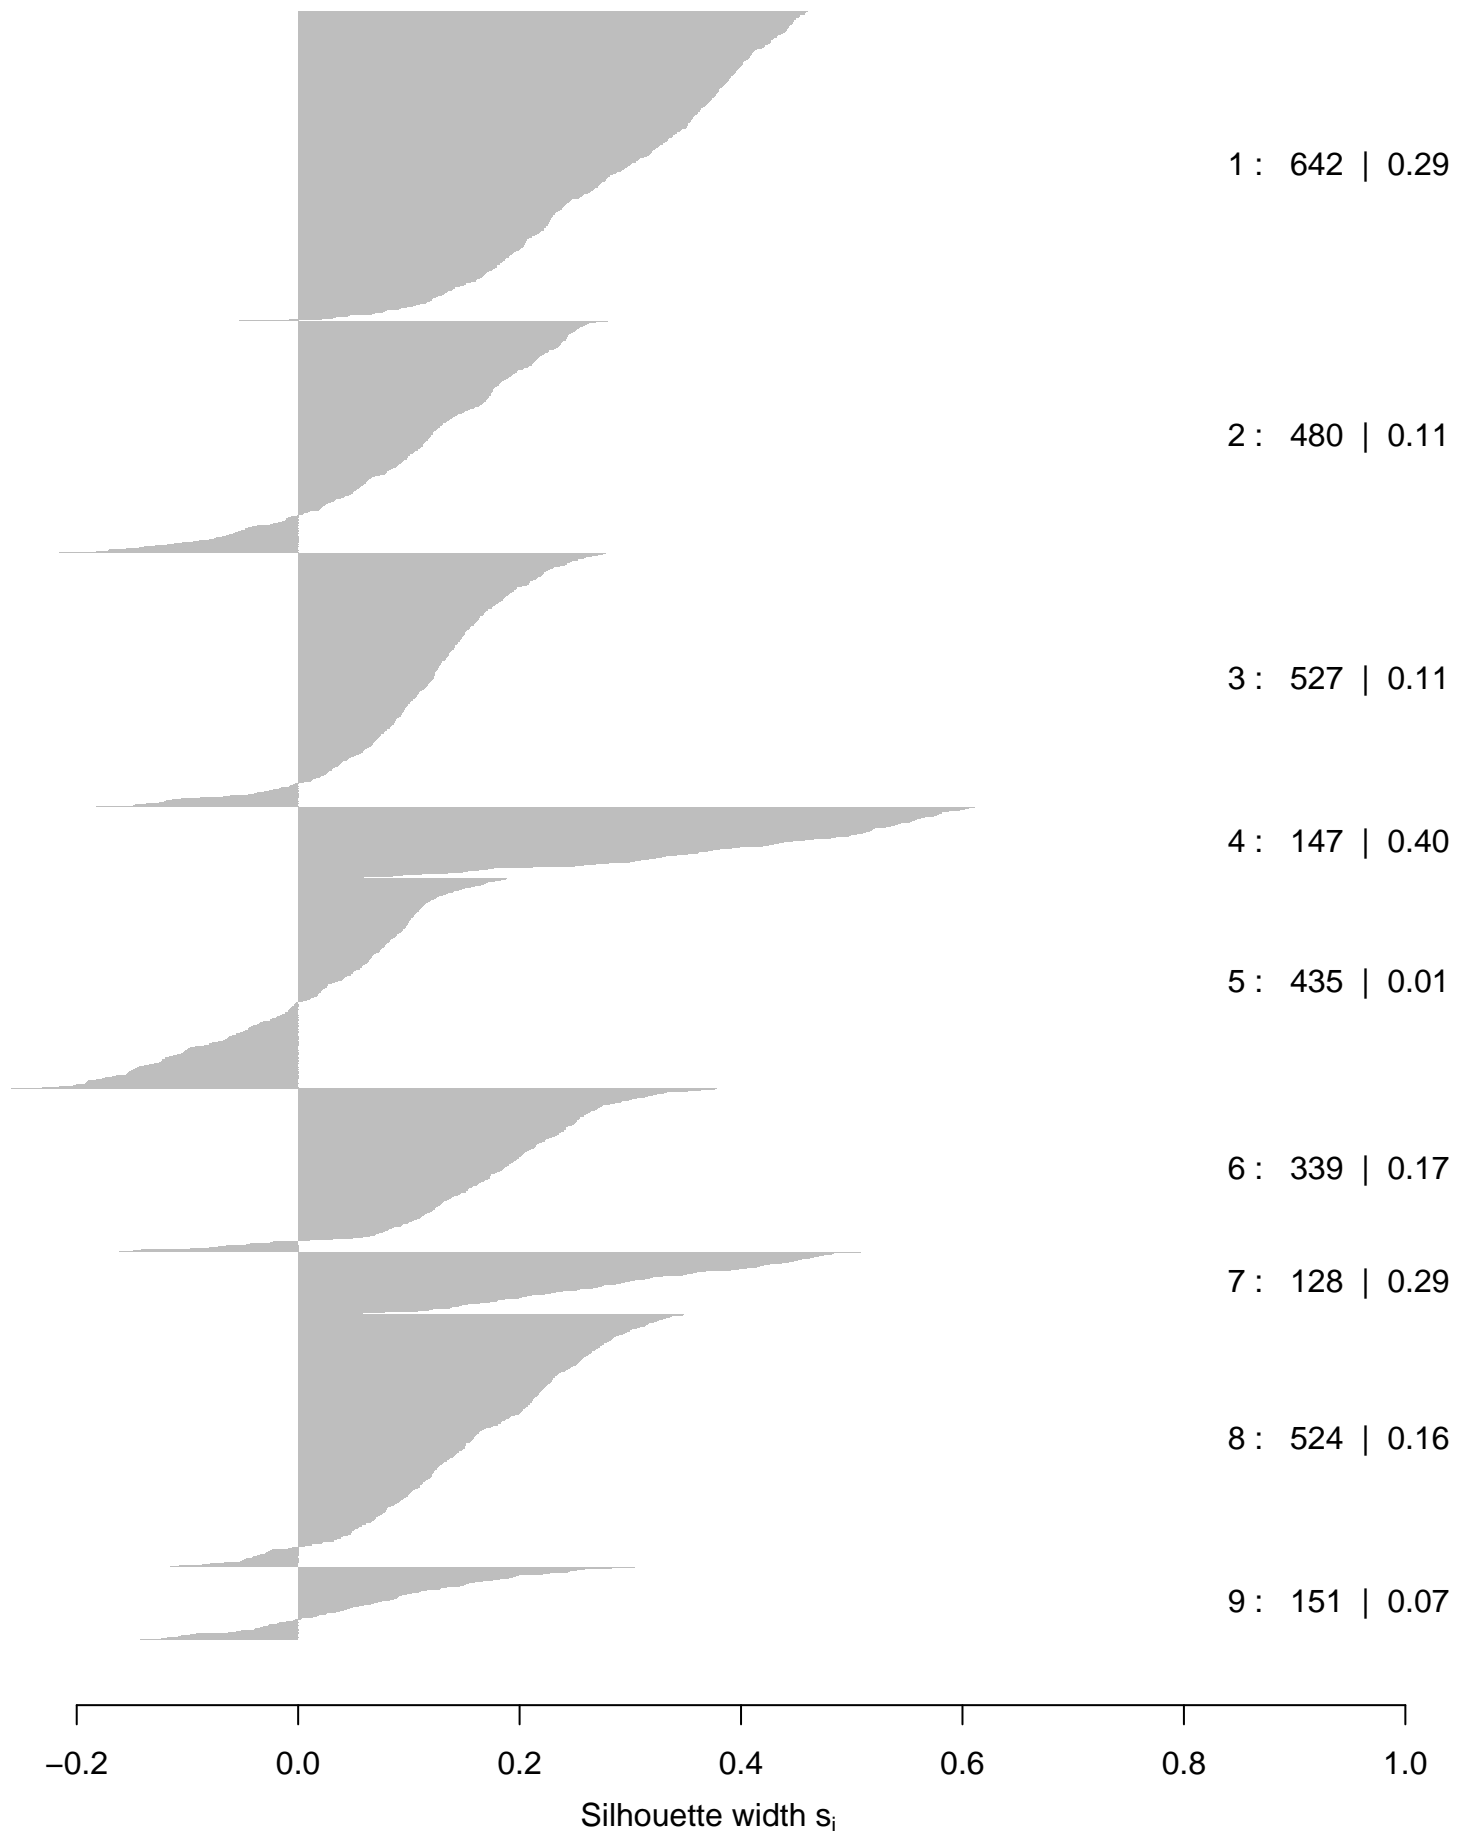 1 : 642 | 0.29
2 : 480 | 0.11
3 : 527 | 0.11
4 : 147 | 0.40
5 : 435 | 0.01
6 : 339 | 0.17
7 : 128 | 0.29
8 : 524 | 0.16
9 : 151 | 0.07
−0.2 0.0 0.2 0.4 0.6 0.8 1.0
Silhouette width sᵢ